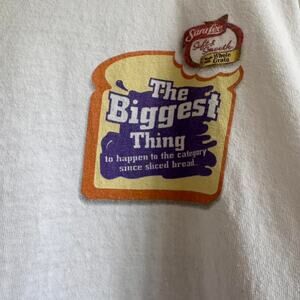 Sara Lee
Soft & Smooth
Whole
Grain
The
Biggest
Thing
to happen to the category
since sliced bread.